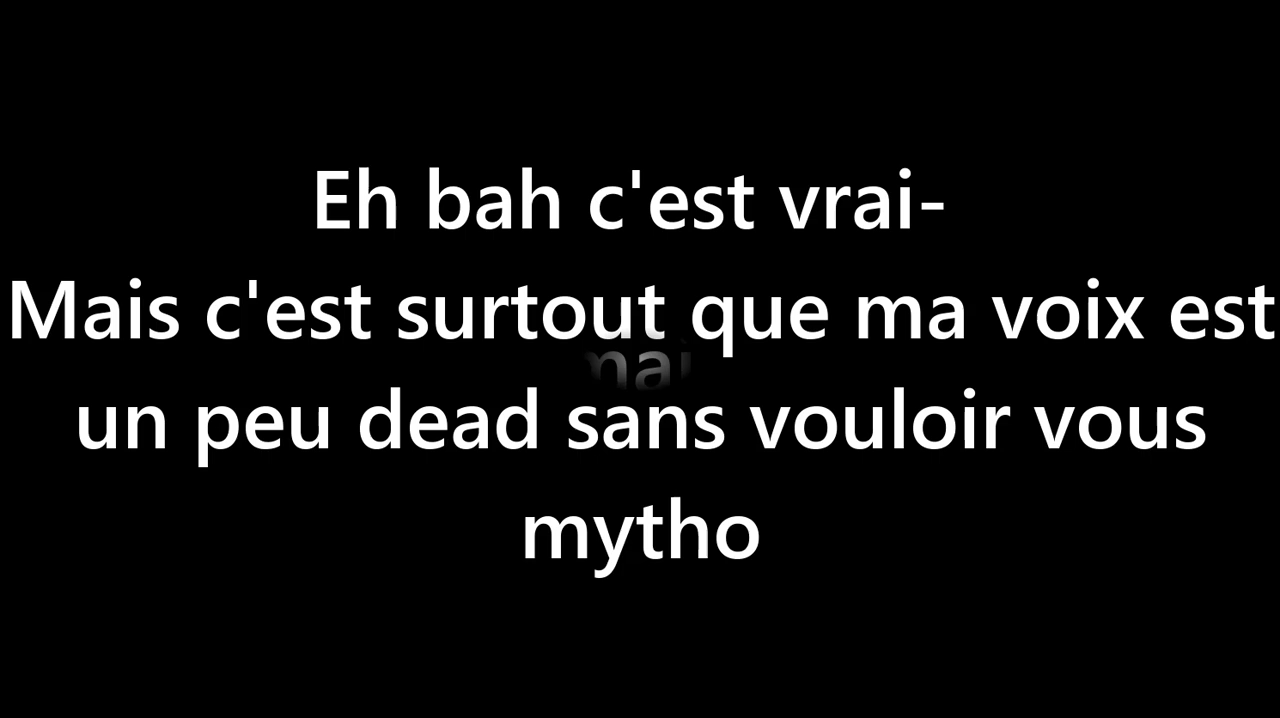 Eh bah c'est vrai-
Mais c'est surtout que ma voix est
un peu dead sans vouloir vous
mytho